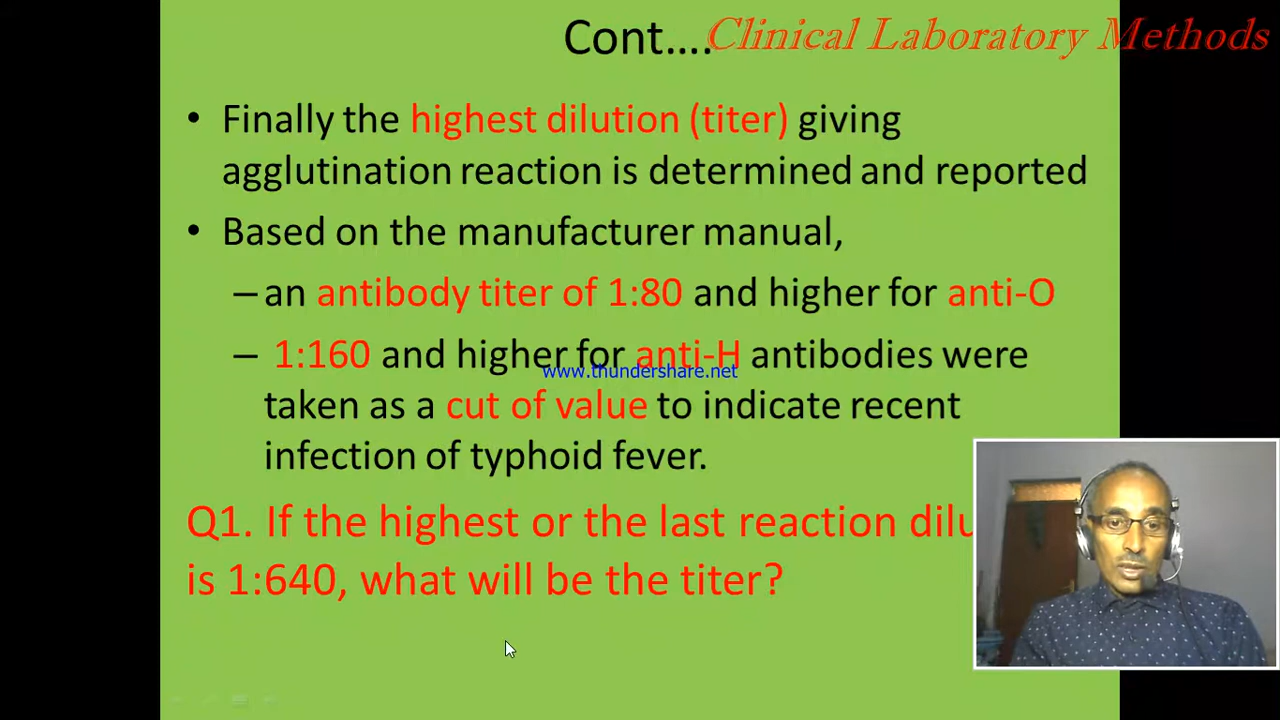 Cont....
Clinical Laboratory Methods
• Finally the highest dilution (titer) giving
agglutination reaction is determined and reported
• Based on the manufacturer manual,
– an antibody titer of 1:80 and higher for anti-O
– 1:160 and higher for anti-H antibodies were
www.thundershare.net
taken as a cut of value to indicate recent
infection of typhoid fever.
Q1. If the highest or the last reaction
is 1:640, what will be the titer?